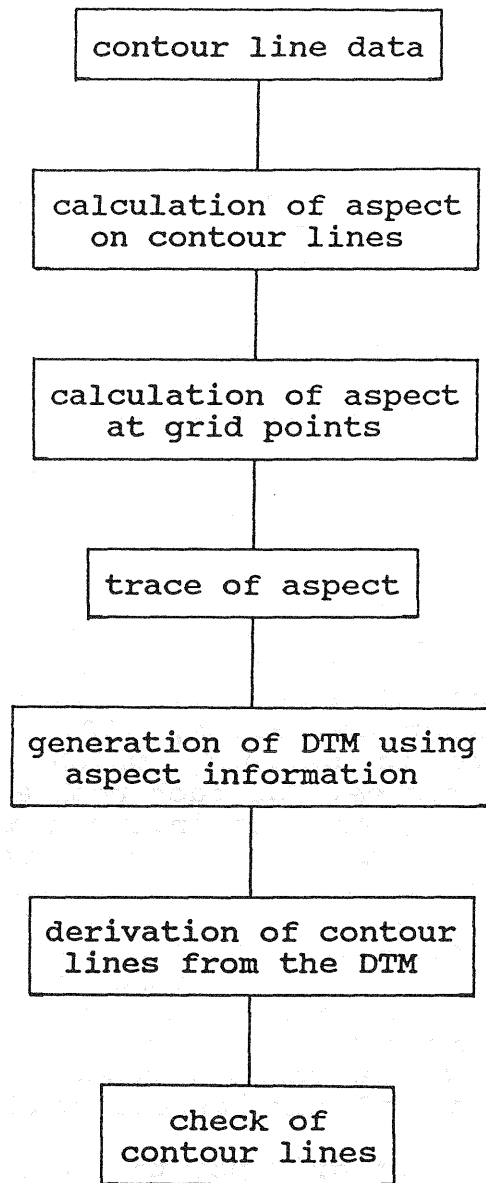 contour line data
calculation of aspect
on contour lines
calculation of aspect
at grid points
trace of aspect
generation of DTM using
aspect information
derivation of contour
lines from the DTM
check of
contour lines